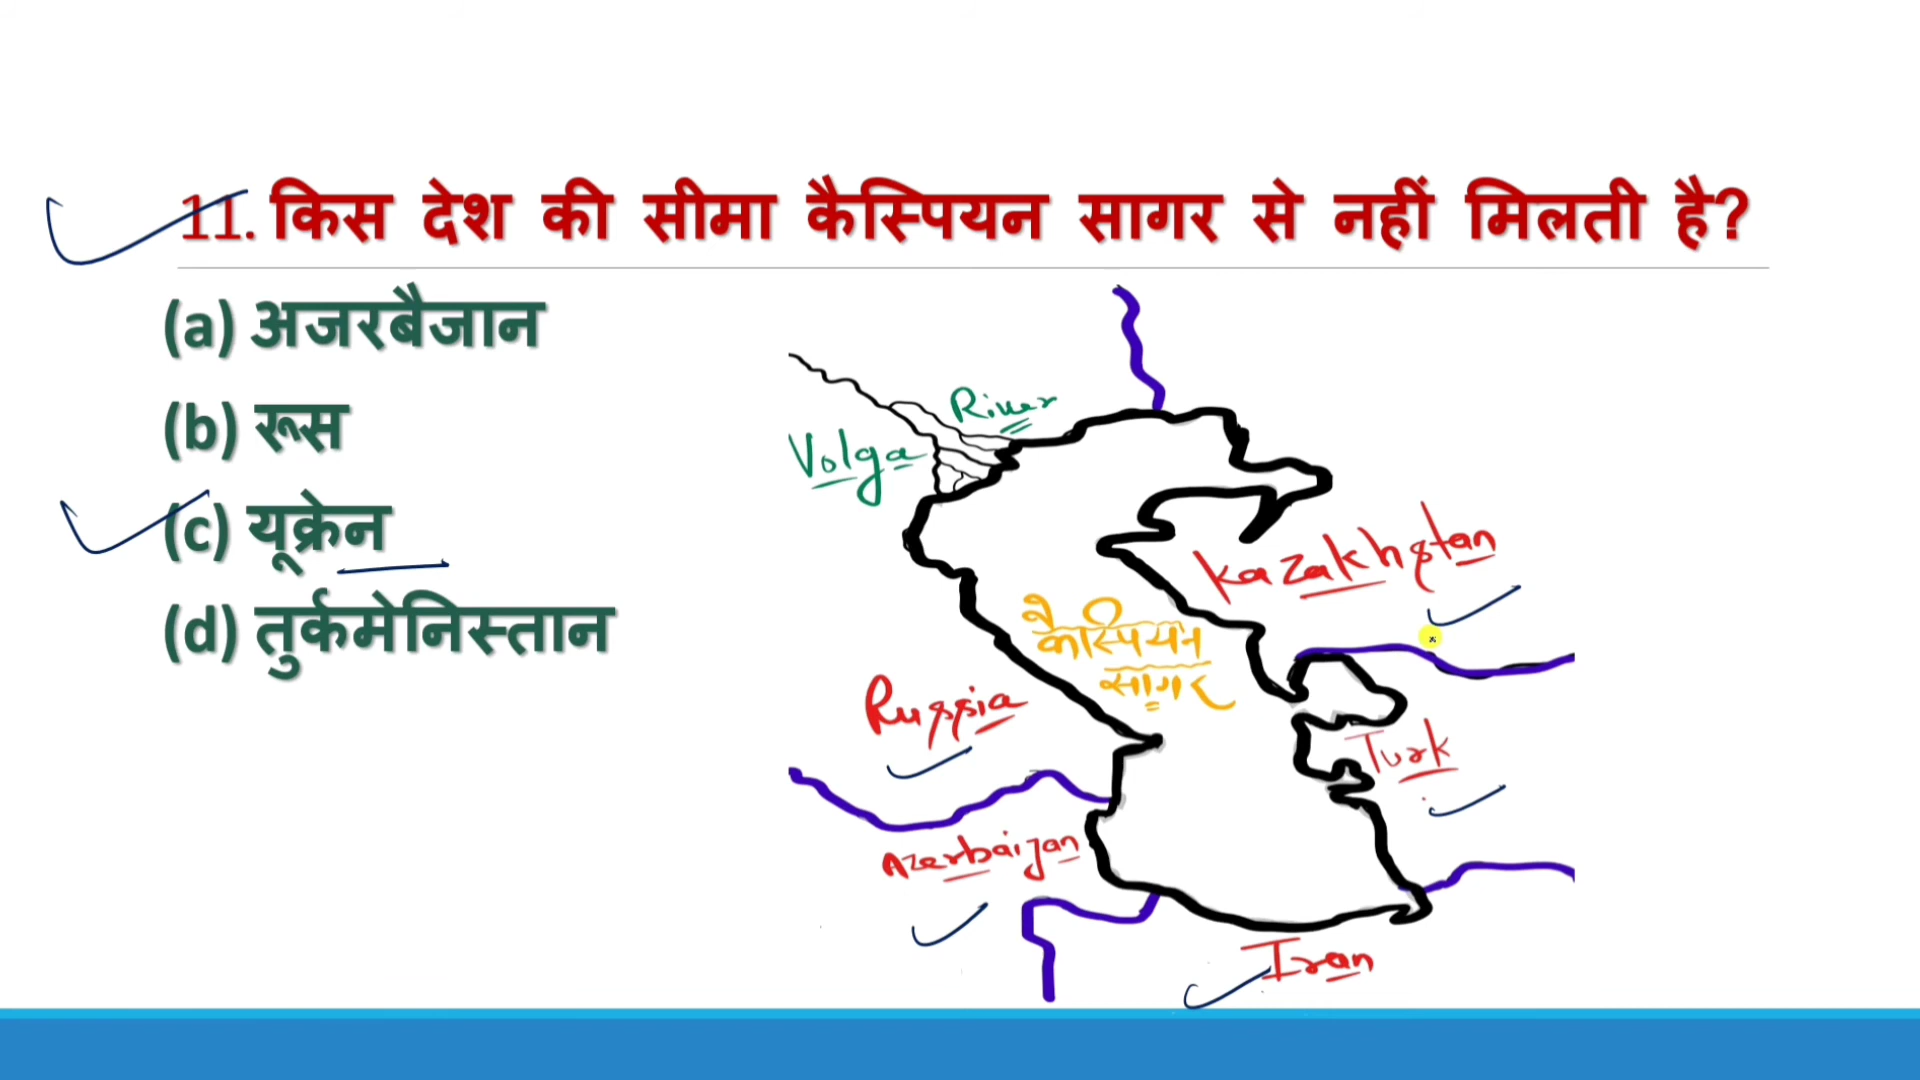 11. किस देश की सीमा कैस्पियन सागर से नहीं मिलती है?
(a) अजरबैजान
(b) रूस
(c) यूक्रेन
(d) तुर्कमेनिस्तान
River
Volga
Kazakhstan
कैस्पियन
सागर
Russia
Turk
Azerbaijan
Iran